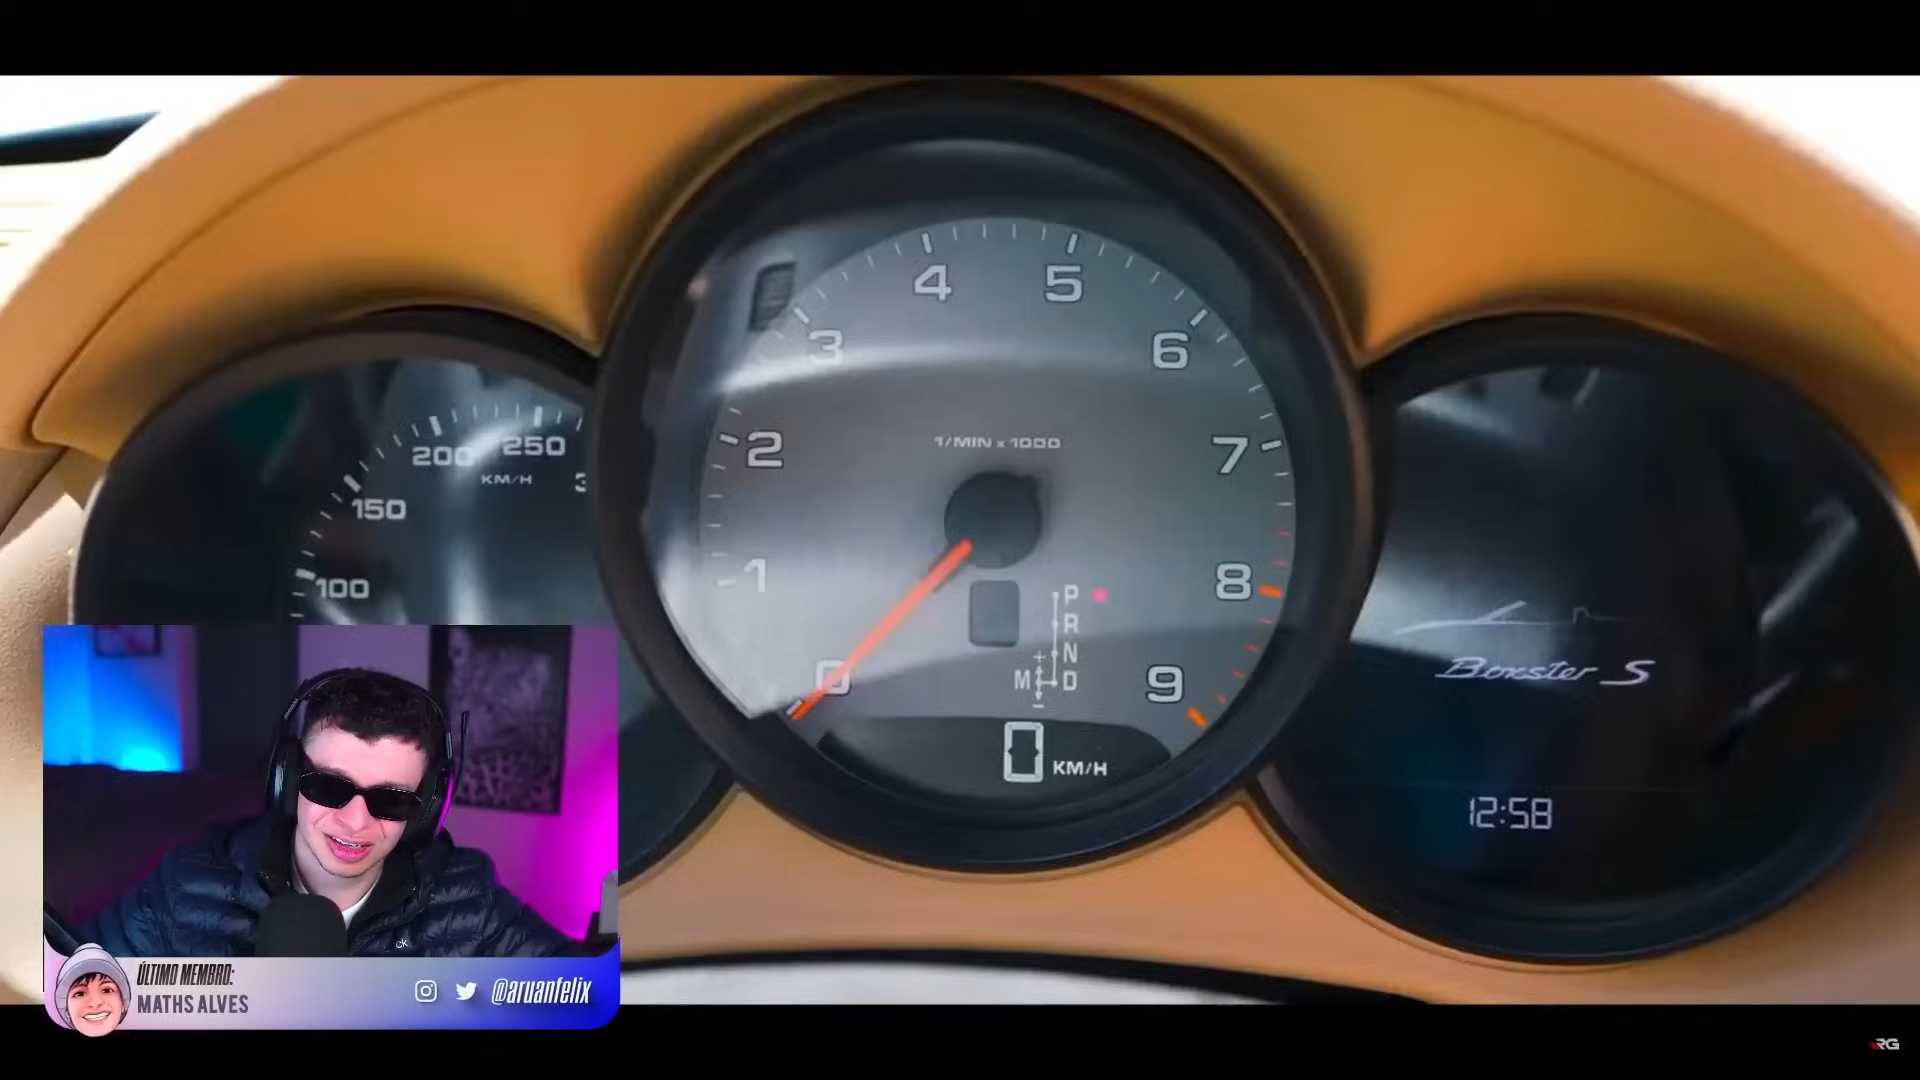 4 5
3 6
200 250
KM/H
150
100
2 1/MIN x 1000 7
1 8
P
R
N
M D
+
-
0 9
0 KM/H
Boxster S
12:58
ck
ÚLTIMO MEMBRO:
MATHS ALVES
@aruanfelix
RG